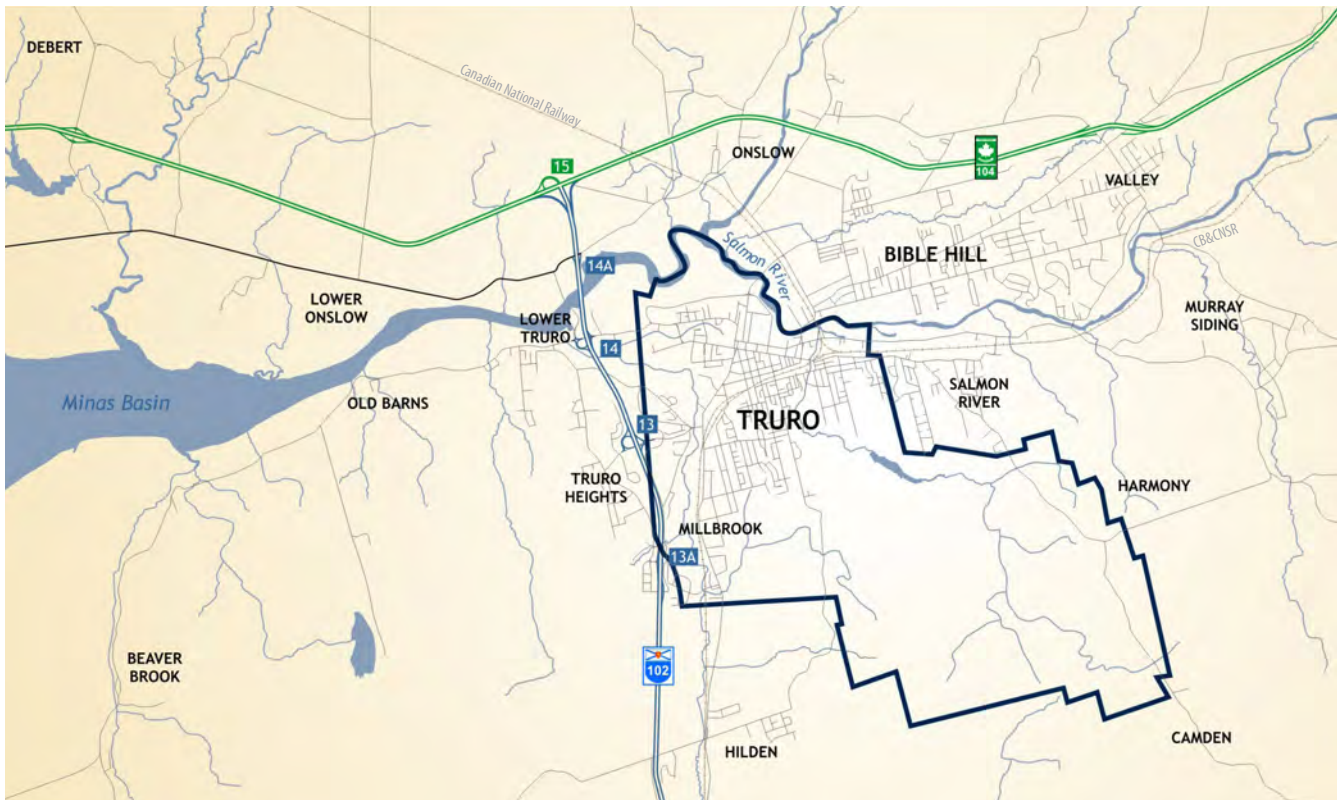 DEBERT
Canadian National Railway
ONSLOW
15
104
VALLEY
Salmon River
BIBLE HILL
CB&CNSR
14A
LOWER
ONSLOW
LOWER
TRURO
14
MURRAY
SIDING
Minas Basin
OLD BARNS
SALMON
RIVER
13
TRURO
TRURO
HEIGHTS
HARMONY
MILLBROOK
13A
BEAVER
BROOK
102
HILDEN
CAMDEN